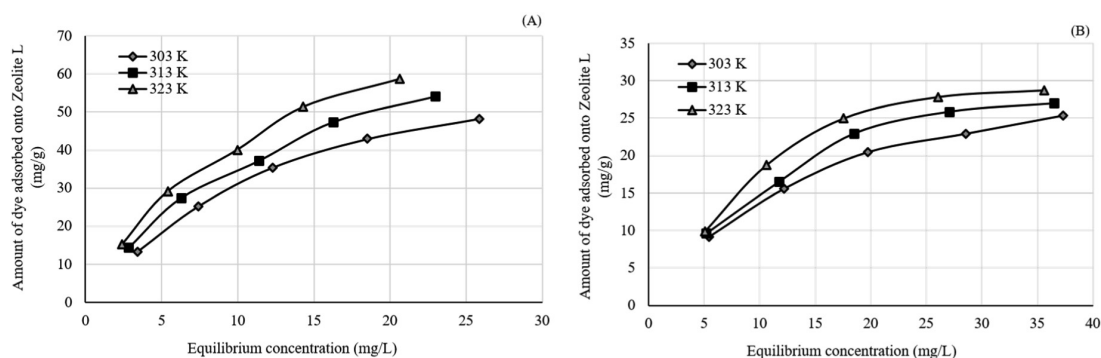 (A)
70
60
50
40
30
20
10
0
303 K
313 K
323 K
Amount of dye adsorbed onto Zeolite L
(mg/g)
0 5 10 15 20 25 30
Equilibrium concentration (mg/L)
(B)
35
30
25
20
15
10
5
0
303 K
313 K
323 K
Amount of dye adsorbed onto Zeolite L
(mg/g)
0 5 10 15 20 25 30 35 40
Equilibrium concentration (mg/L)